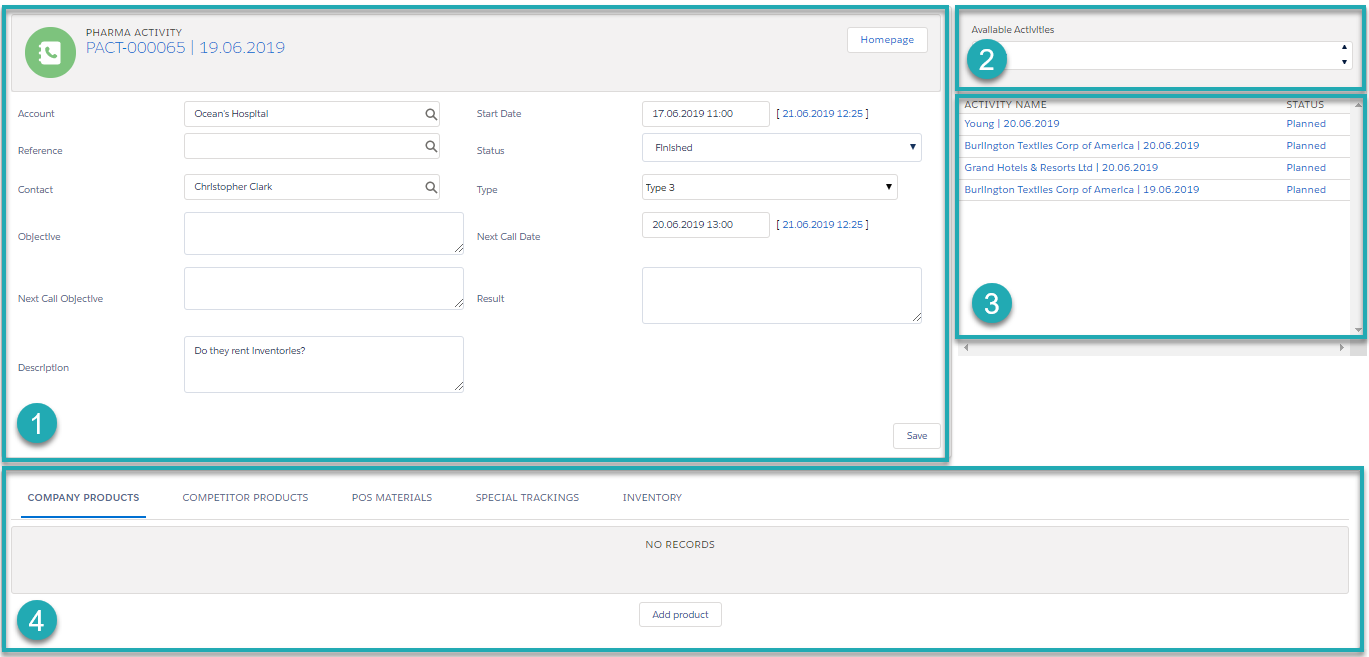 PHARMA ACTIVITY
PACT-000065 | 19.06.2019
Homepage
Account
Ocean's Hospital
Start Date
17.06.2019 11:00
[ 21.06.2019 12:25 ]
Reference
Status
Finished
Contact
Christopher Clark
Type
Type 3
Objective
Next Call Date
20.06.2019 13:00
[ 21.06.2019 12:25 ]
Next Call Objective
Result
Description
Do they rent inventories?
1
Save
Available Activities
2
ACTIVITY NAME
STATUS
Young | 20.06.2019
Planned
Burlington Textiles Corp of America | 20.06.2019
Planned
Grand Hotels & Resorts Ltd | 20.06.2019
Planned
Burlington Textiles Corp of America | 19.06.2019
Planned
3
COMPANY PRODUCTS
COMPETITOR PRODUCTS
POS MATERIALS
SPECIAL TRACKINGS
INVENTORY
NO RECORDS
4
Add product